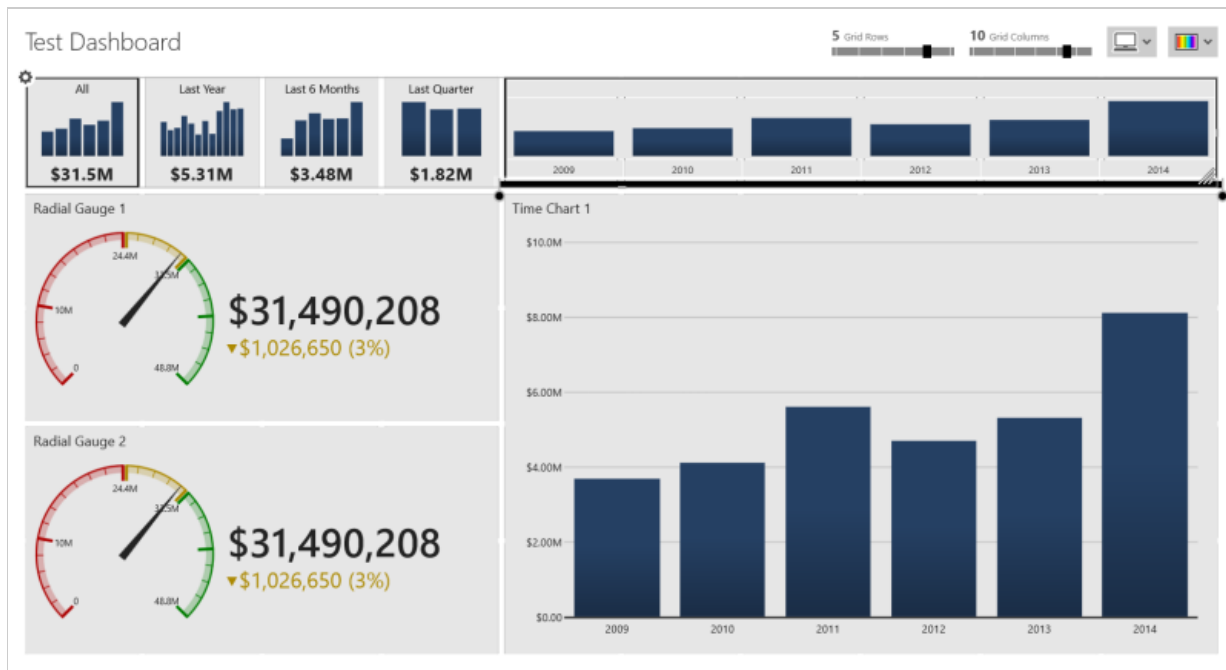 Test Dashboard
5 Grid Rows
10 Grid Columns
All
Last Year
Last 6 Months
Last Quarter
$31.5M
$5.31M
$3.48M
$1.82M
2009
2010
2011
2012
2013
2014
Radial Gauge 1
24.4M
31.5M
10M
0
48.8M
$31,490,208
$1,026,650 (3%)
Radial Gauge 2
24.4M
31.5M
10M
0
48.8M
$31,490,208
$1,026,650 (3%)
Time Chart 1
$10.0M
$8.00M
$6.00M
$4.00M
$2.00M
$0.00
2009
2010
2011
2012
2013
2014